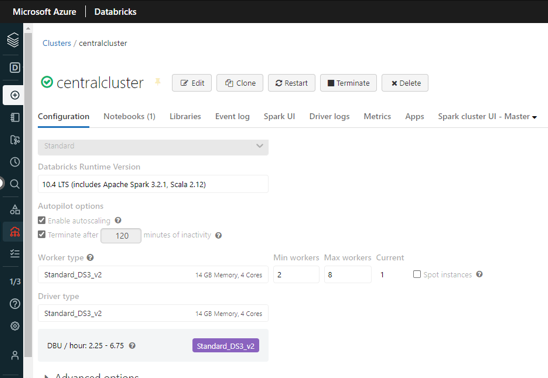 Microsoft Azure | Databricks
Clusters / centralcluster
centralcluster
Edit Clone Restart Terminate Delete
Configuration Notebooks (1) Libraries Event log Spark UI Driver logs Metrics Apps Spark cluster UI - Master
Standard
Databricks Runtime Version
10.4 LTS (includes Apache Spark 3.2.1, Scala 2.12)
Autopilot options
Enable autoscaling ?
Terminate after 120 minutes of inactivity ?
Worker type ? Min workers Max workers Current
Standard_DS3_v2 14 GB Memory, 4 Cores 2 8 1 Spot instances ?
Driver type
Standard_DS3_v2 14 GB Memory, 4 Cores
1/3
DBU / hour: 2.25 - 6.75 ? Standard_DS3_v2
Advanced options